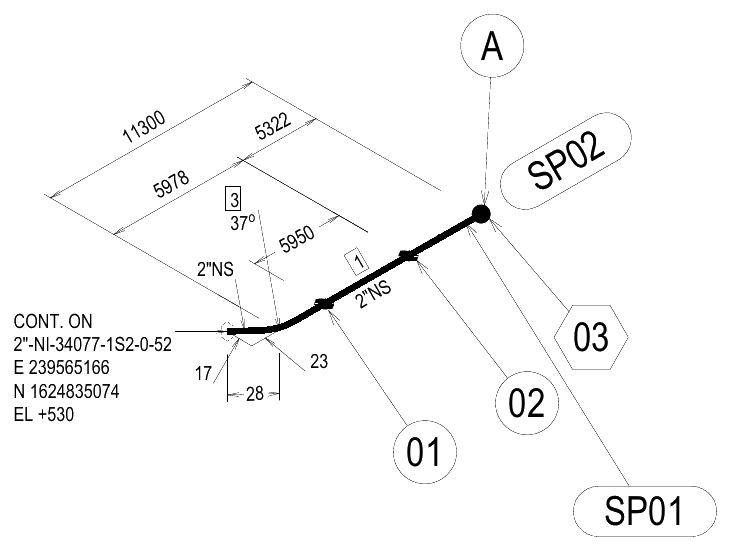 A
11300
5322
SP02
5978
3
37º
5950
1
2"NS
2"NS
CONT. ON
2"-NI-34077-1S2-0-52
E 239565166
N 1624835074
EL +530
03
23
17
28
02
01
SP01